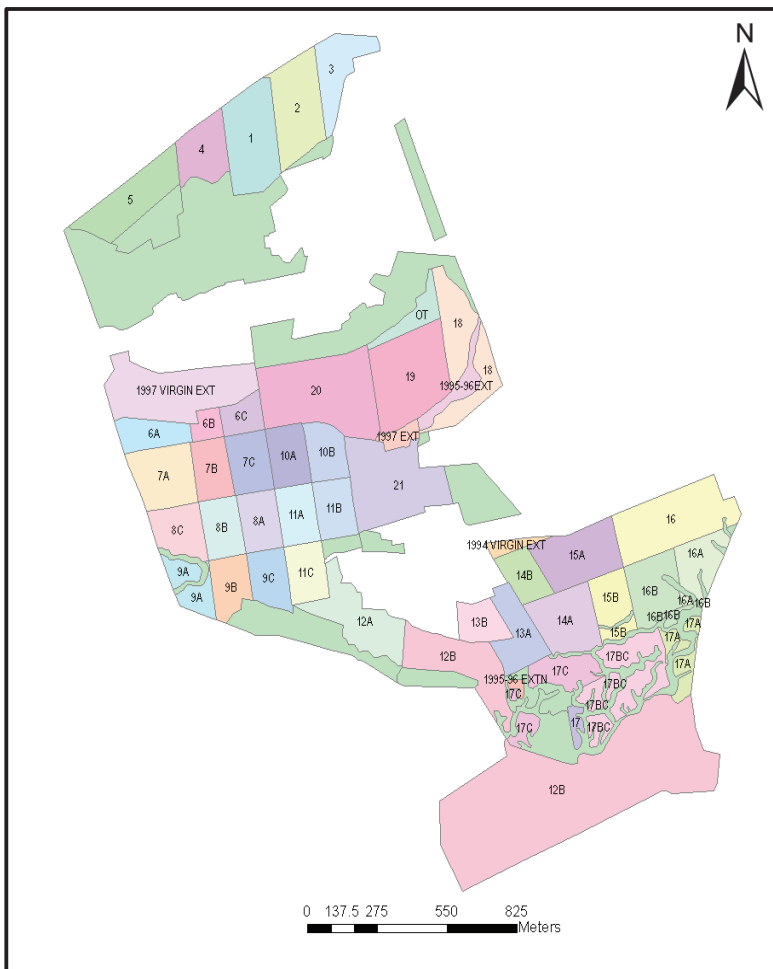 N
3
2
1
4
5
OT
18
18
19
1995-96EXT
20
1997 VIRGIN EXT
1997 EXT
6A
6B
6C
7A
7B
7C
10A
10B
21
8C
8B
8A
11A
11B
9A
9A
9B
9C
11C
12A
12B
16
1994 VIRGIN EXT
15A
16A
14B
15B
16B
16A
16B
13B
13A
14A
15B
16B
16B
17A
17A
17A
17BC
17C
1995-96 EXTN
17C
17BC
17BC
17C
17
17BC
12B
0 137.5 275 550 825
Meters